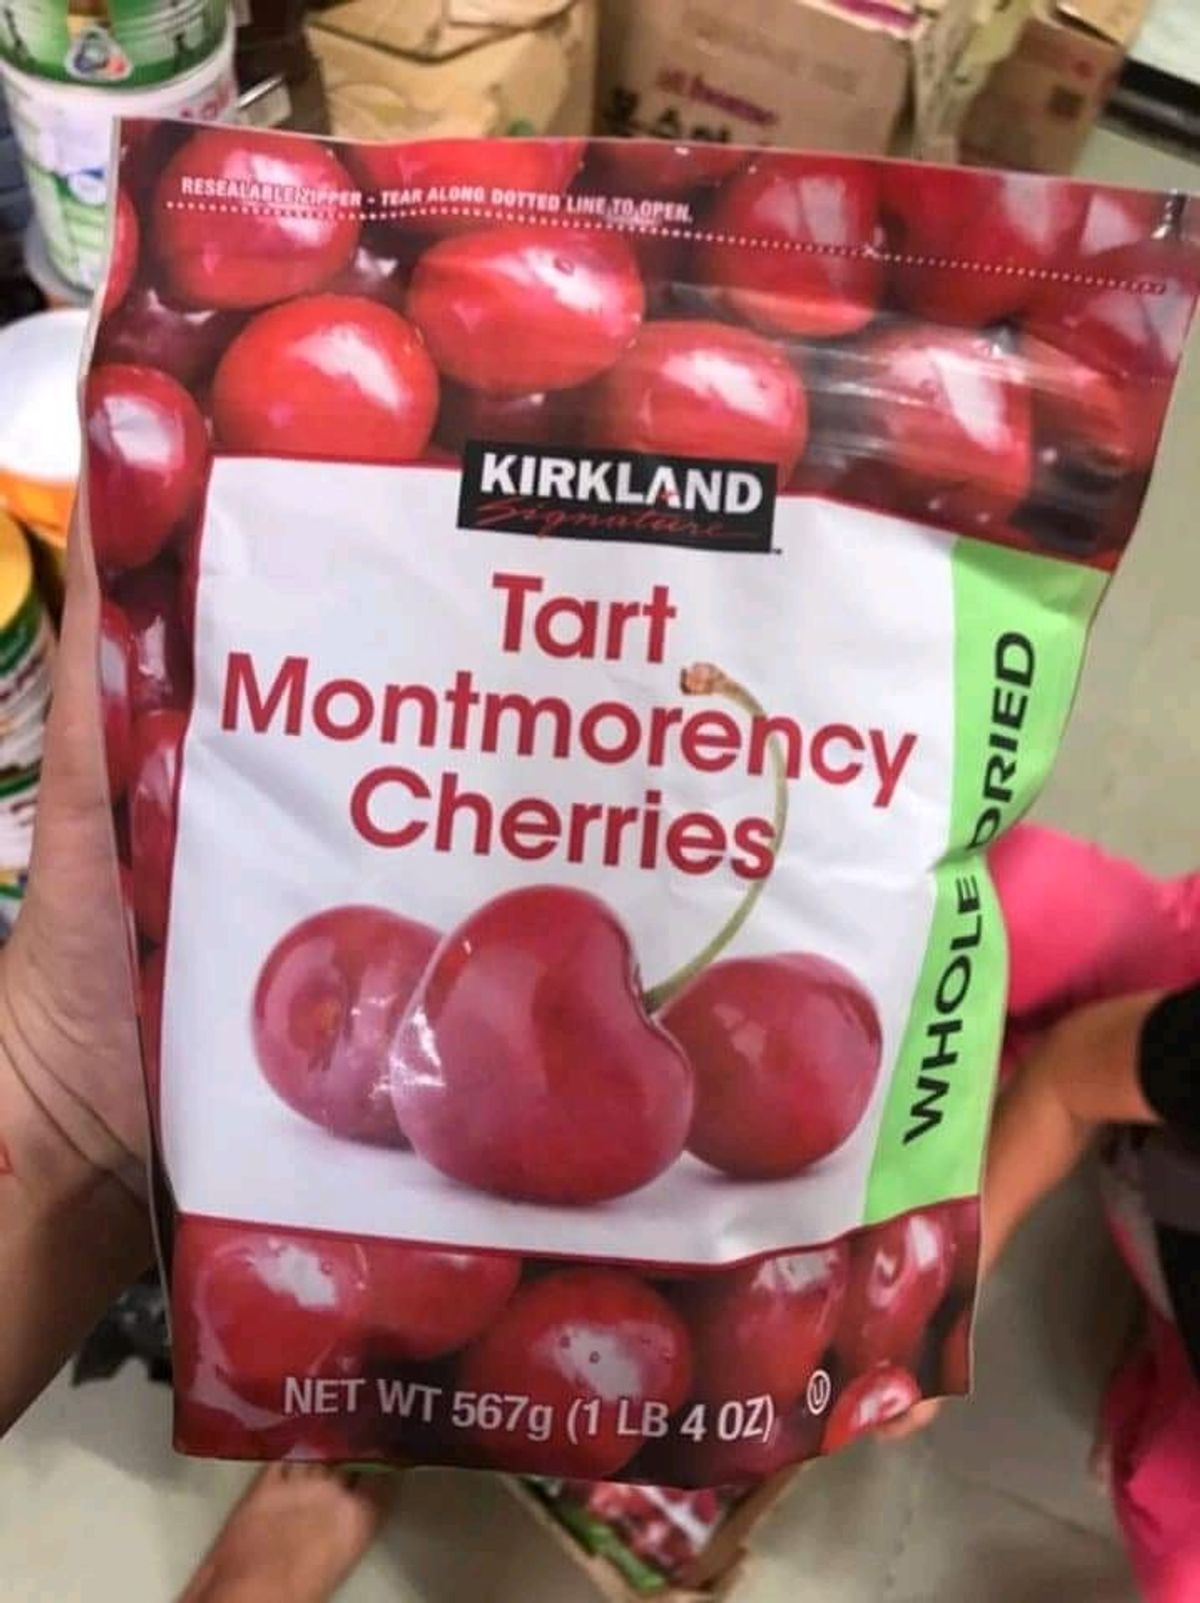 RESEALABLE ZIPPER - TEAR ALONG DOTTED LINE TO OPEN.
KIRKLAND
Signature
Tart
Montmorency
Cherries
WHOLE DRIED
NET WT 567g (1 LB 4 OZ)
U